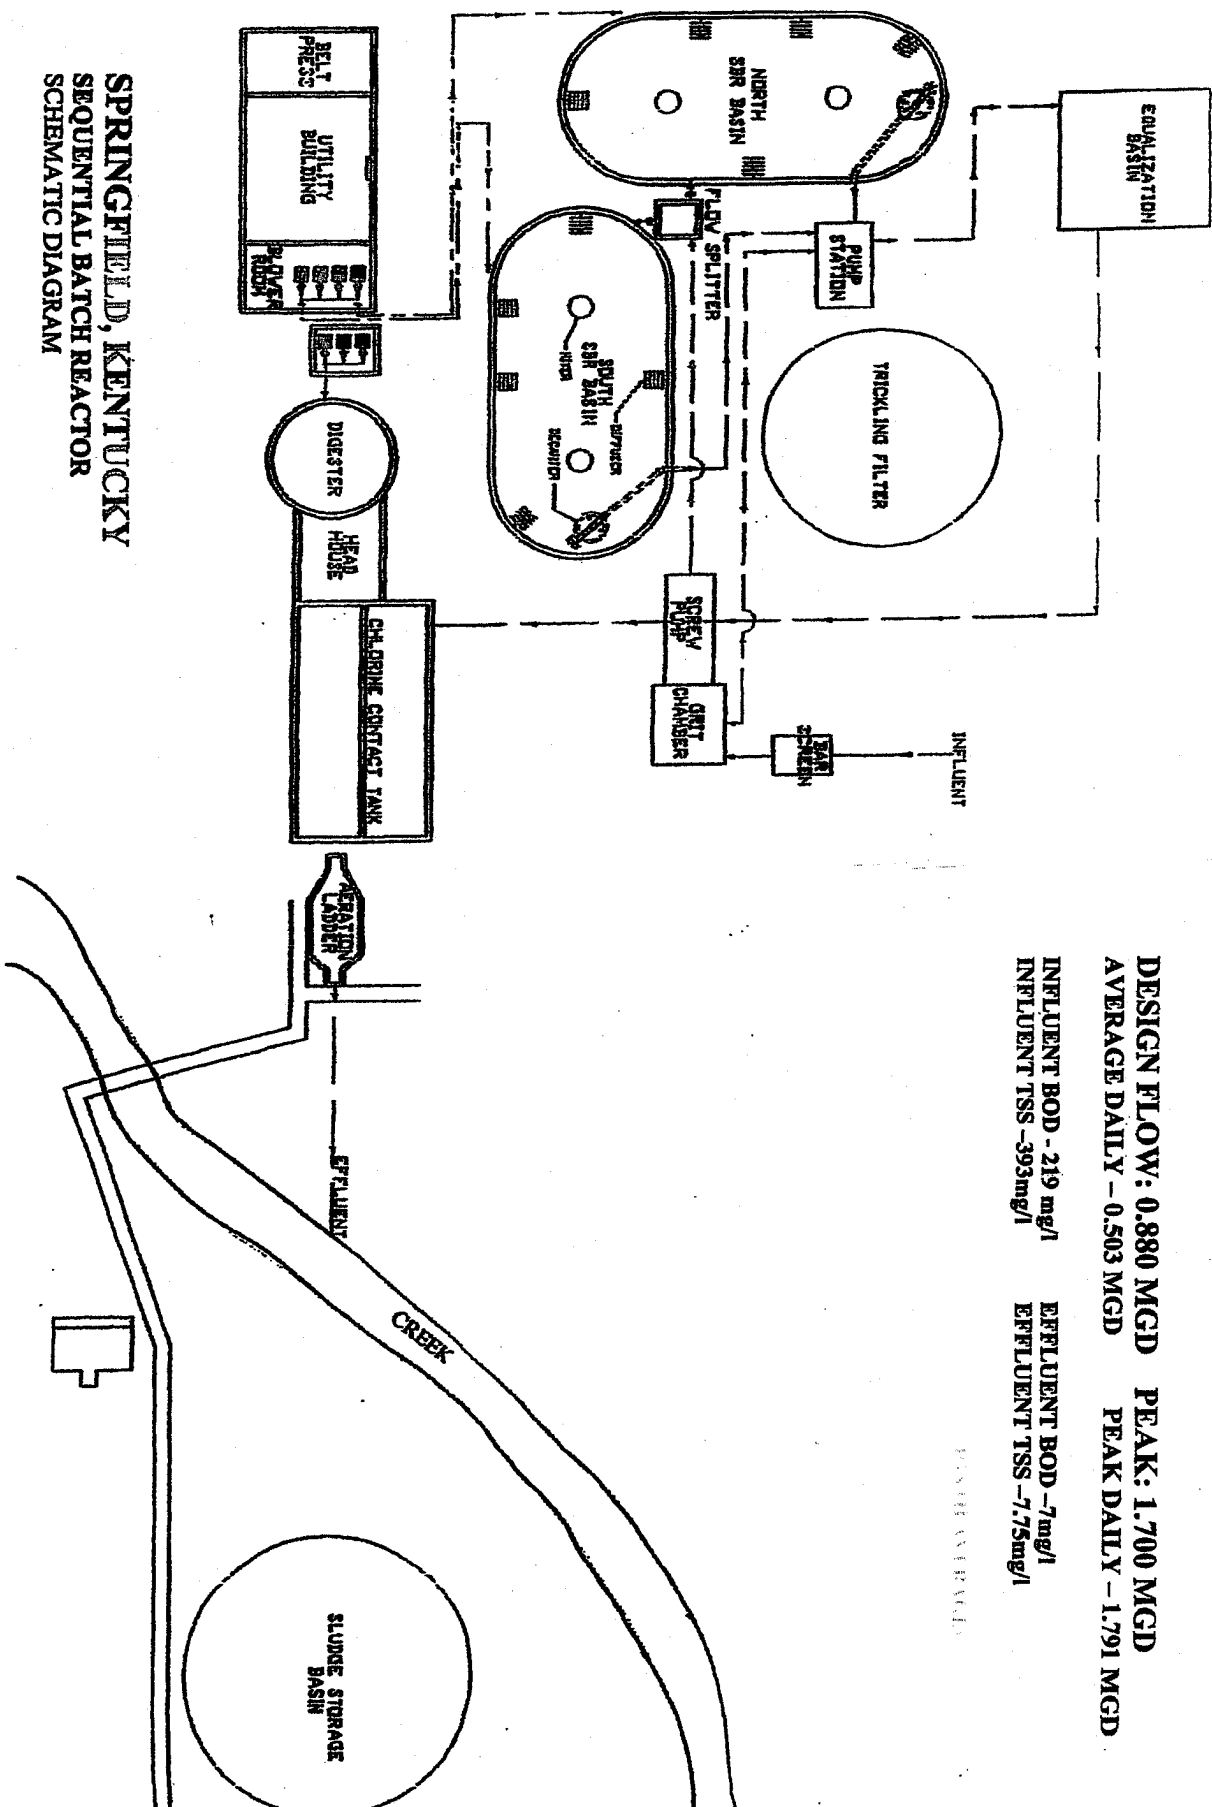 DESIGN FLOW: 0.880 MGD PEAK: 1.700 MGD
AVERAGE DAILY – 0.503 MGD PEAK DAILY – 1.791 MGD
INFLUENT BOD - 219 mg/l EFFLUENT BOD –7mg/l
INFLUENT TSS –393mg/l EFFLUENT TSS –7.75mg/l
EQUALIZATION
BASIN
INFLUENT
PUMP
STATION
TRICKLING FILTER
BAR
SCREEN
NORTH
SBR BASIN
FLOW SPLITTER
SCREW
PUMP
GRIT
CHAMBER
SOUTH
SBR BASIN
DIFFUSER
MIXER
DECANTER
BELT
PRESS
UTILITY
BUILDING
BLOWER
ROOM
DIGESTER
HEAD
HOUSE
CHLORINE CONTACT TANK
AERATION
LADDER
EFFLUENT
CREEK
SLUDGE STORAGE
BASIN
SPRINGFIELD, KENTUCKY
SEQUENTIAL BATCH REACTOR
SCHEMATIC DIAGRAM